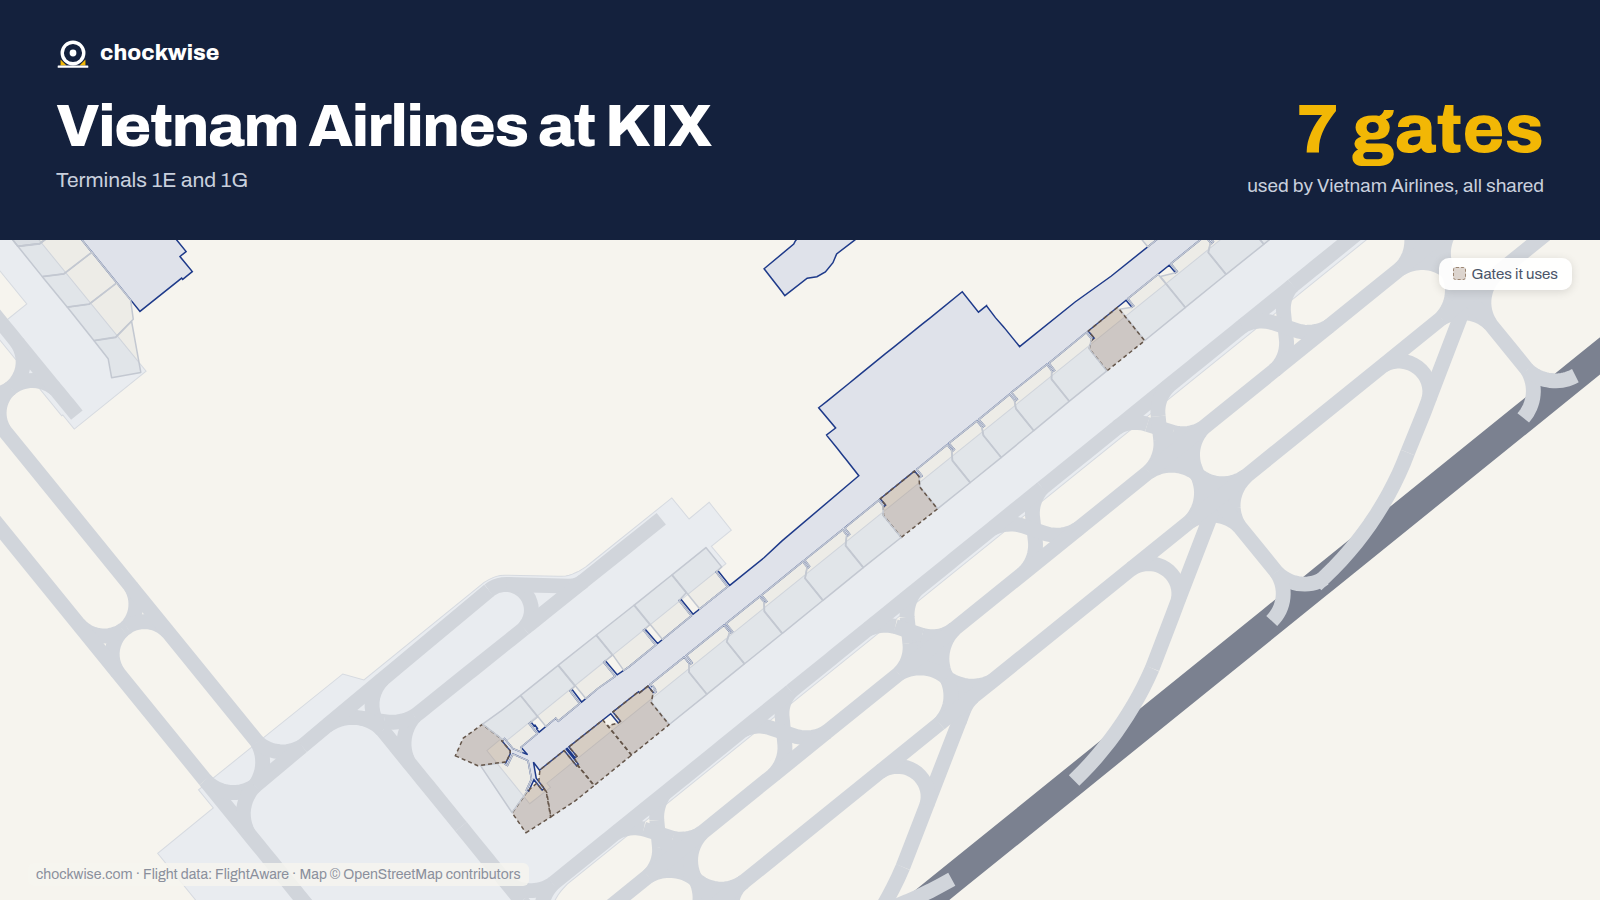 chockwise
Vietnam Airlines at KIX
Terminals 1E and 1G
7 gates
used by Vietnam Airlines, all shared
Gates it uses
chockwise.com · Flight data: FlightAware · Map © OpenStreetMap contributors